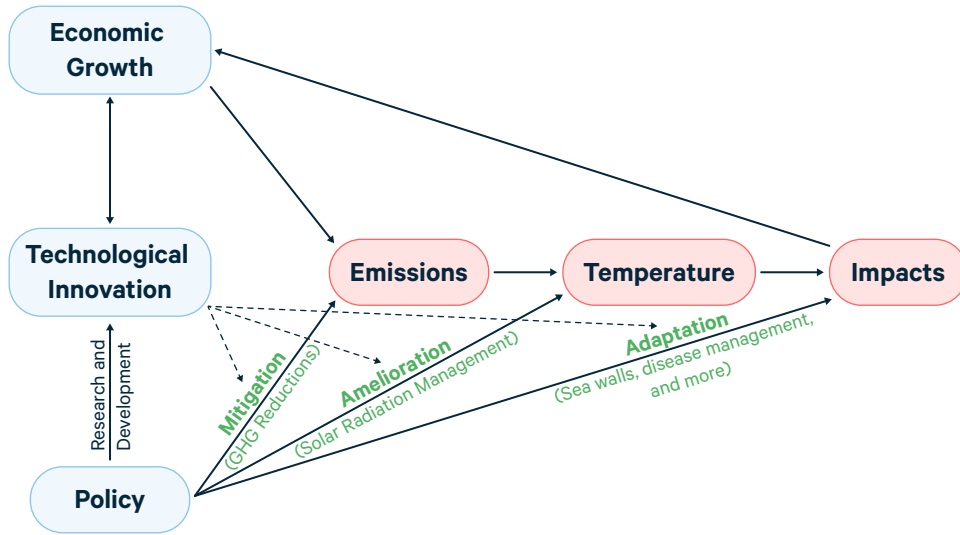 Economic
Growth
Technological
Innovation
Emissions
Temperature
Impacts
Research and
Development
Mitigation
(GHG Reductions)
Amelioration
(Solar Radiation Management)
Adaptation
(Sea walls, disease management,
and more)
Policy